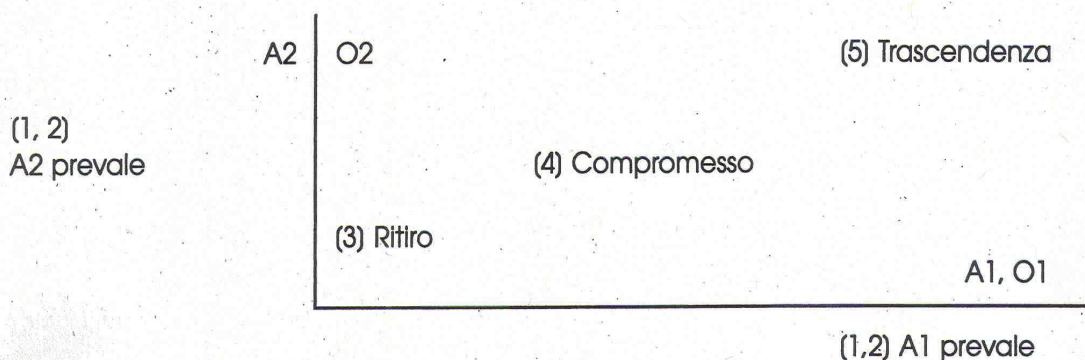 A2 O2 (5) Trascendenza
(1, 2)
A2 prevale
(4) Compromesso
(3) Ritiro
A1, O1
(1,2) A1 prevale